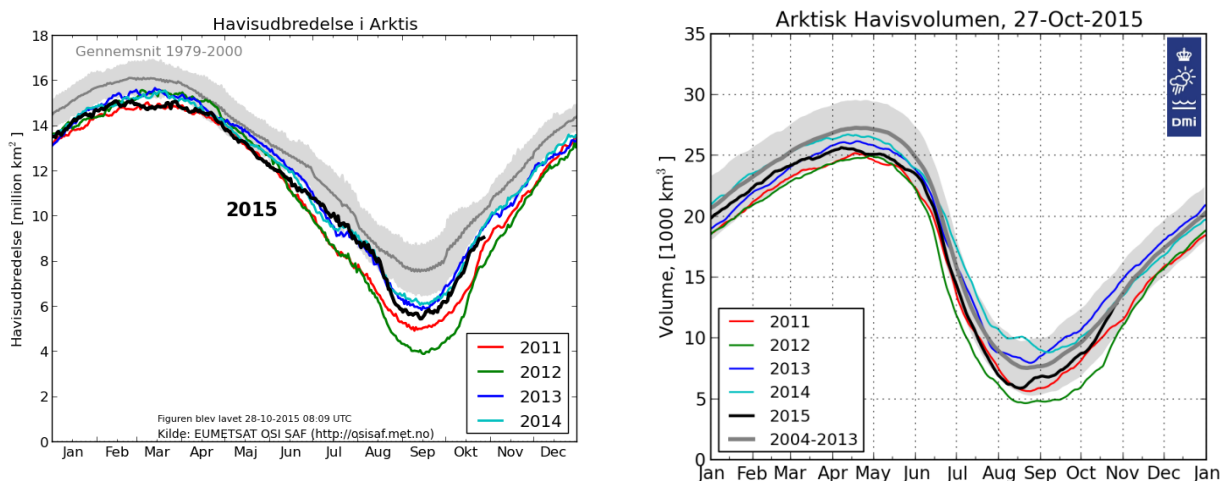 Havisudbredelse i Arktis
Havisudbredelse [million km²]
18
16
14
12
10
8
6
4
2
0
Gennemsnit 1979-2000
2015
2011
2012
2013
2014
Figuren blev lavet 28-10-2015 08:09 UTC
Kilde: EUMETSAT OSI SAF (http://osisaf.met.no)
Jan Feb Mar Apr May Jun Jul Aug Sep Okt Nov Dec
Arktisk Havisvolumen, 27-Oct-2015
Volume, [1000 km³]
35
30
25
20
15
10
5
0
DMi
2011
2012
2013
2014
2015
2004-2013
Jan Feb Mar Apr May Jun Jul Aug Sep Oct Nov Dec Jan